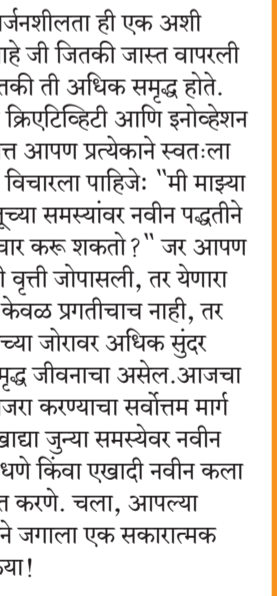 र्जनशीलता ही एक अशी
ाहे जी जितकी जास्त वापरली
तकी ती अधिक समृद्ध होते.
क्रिएटिव्हिटी आणि इनोव्हेशन
त्त आपण प्रत्येकाने स्वतःला
विचारला पाहिजेः "मी माझ्या
ूच्या समस्यांवर नवीन पद्धतीने
चार करू शकतो?" जर आपण
ी वृत्ती जोपासली, तर येणारा
केवळ प्रगतीचाच नाही, तर
च्या जोरावर अधिक सुंदर
मृद्ध जीवनाचा असेल.आजचा
जरा करण्याचा सर्वोत्तम मार्ग
खाद्या जुन्या समस्येवर नवीन
धणे किंवा एखादी नवीन कला
त करणे. चला, आपल्या
ने जगाला एक सकारात्मक
या!